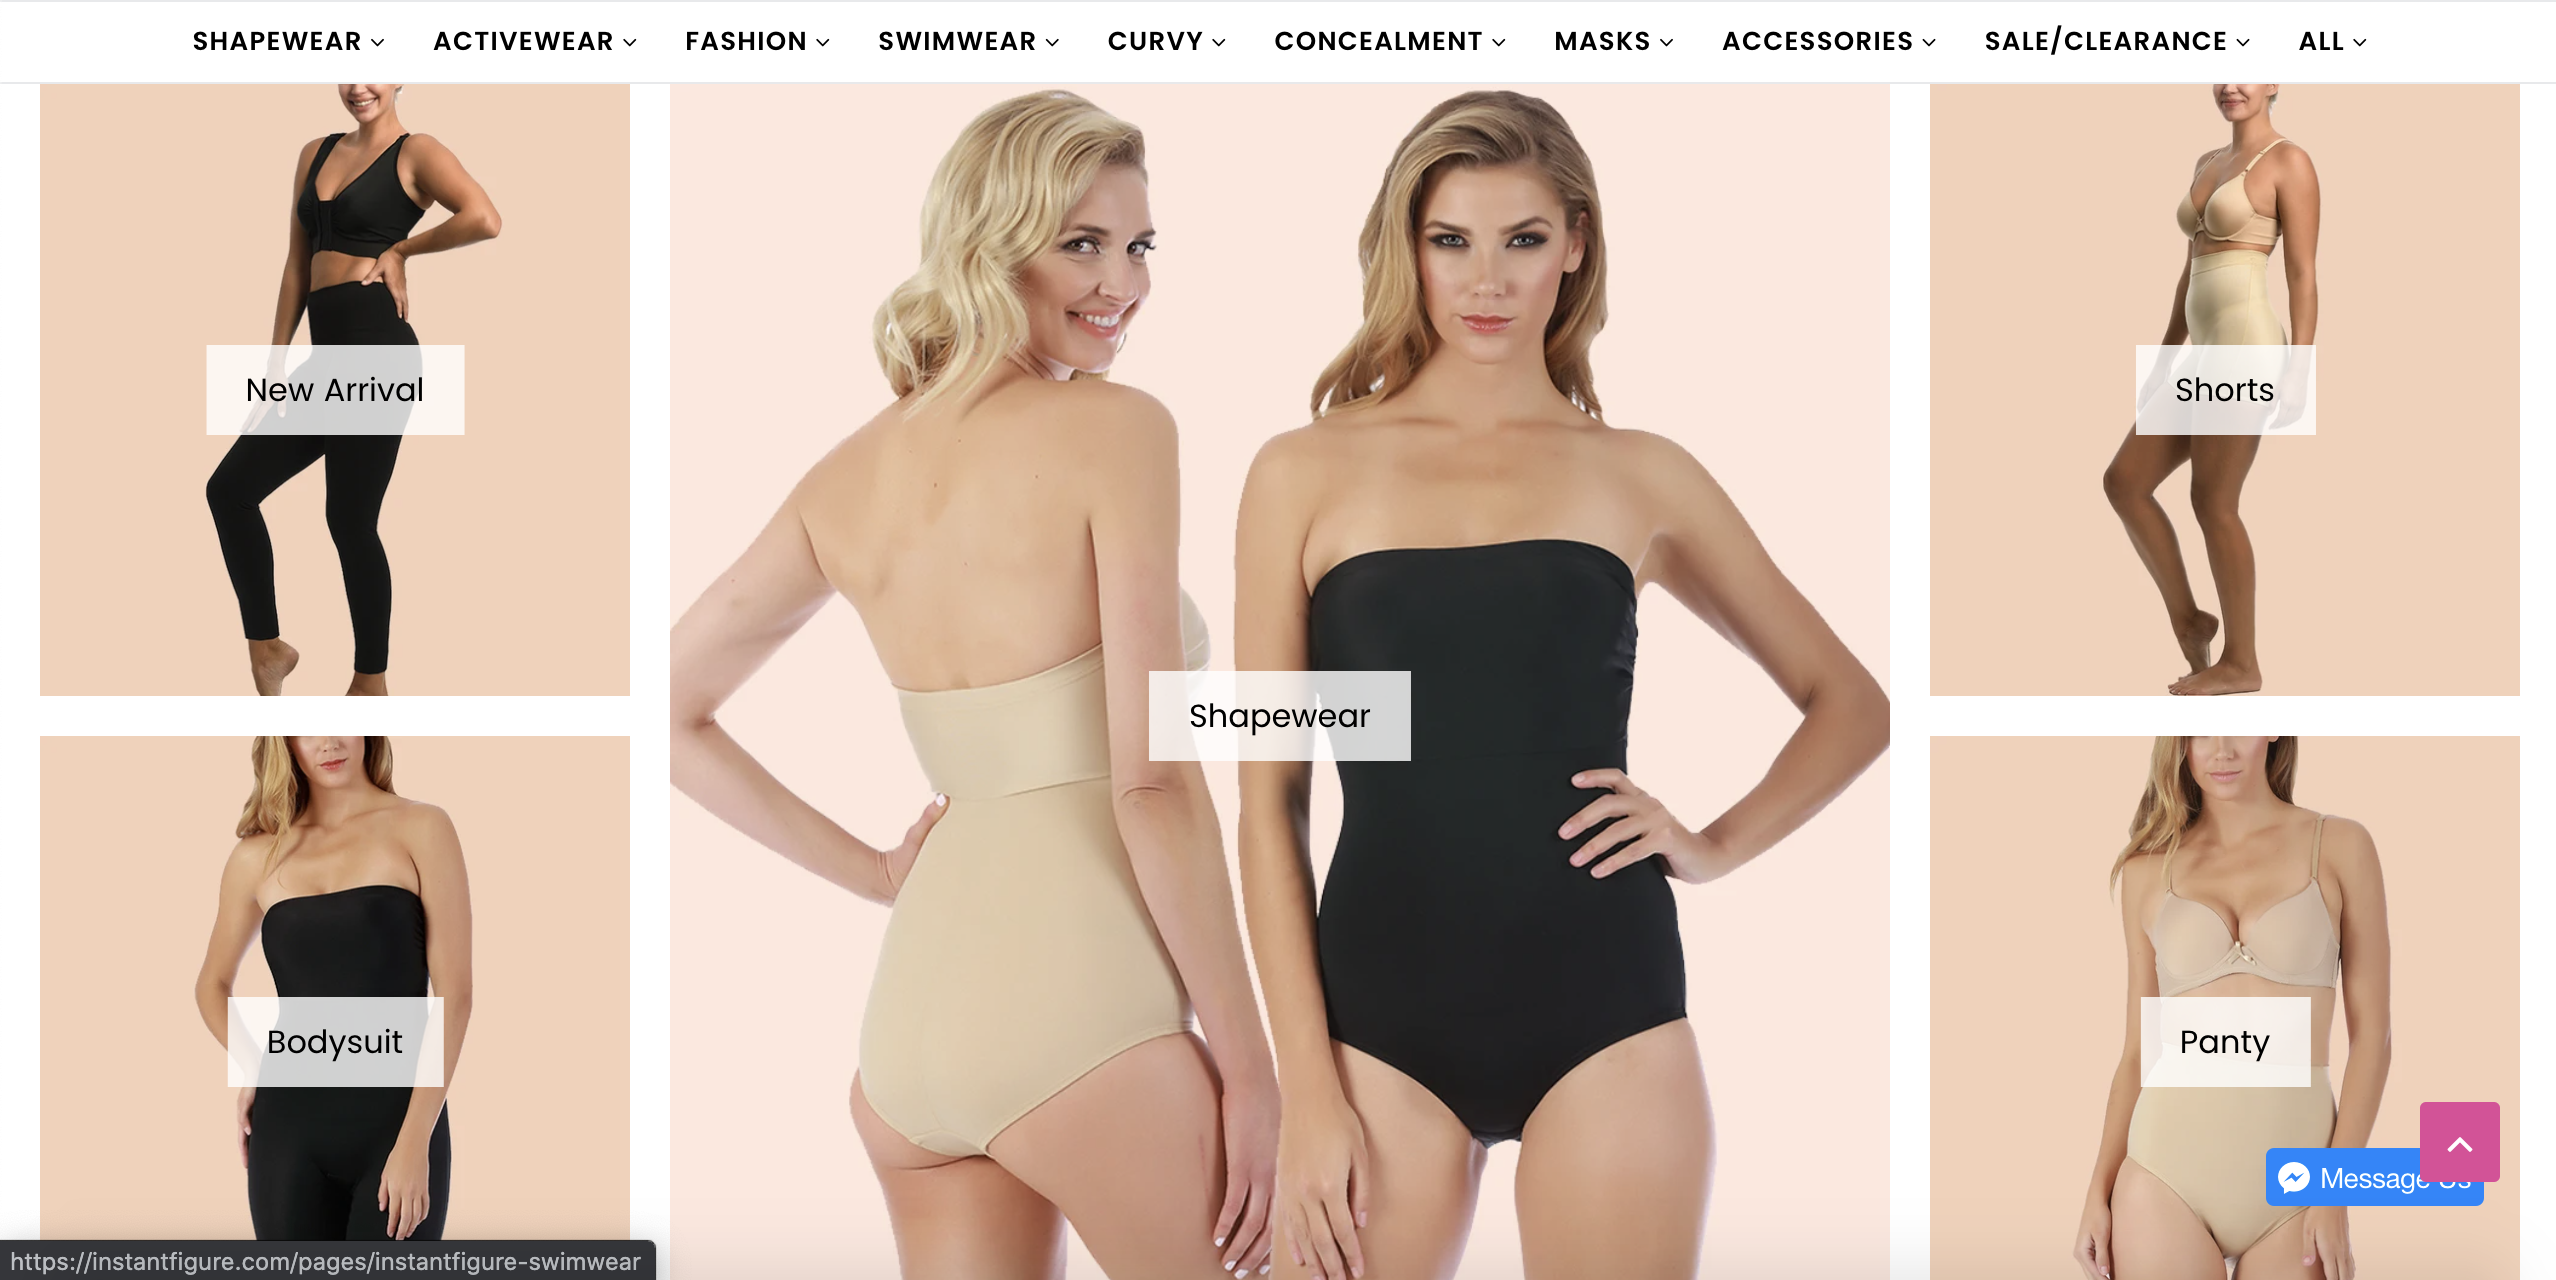 SHAPEWEAR ACTIVEWEAR FASHION SWIMWEAR CURVY CONCEALMENT MASKS ACCESSORIES SALE/CLEARANCE ALL
New Arrival
Shorts
Shapewear
Bodysuit
Panty
Message Us
https://instantfigure.com/pages/instantfigure-swimwear